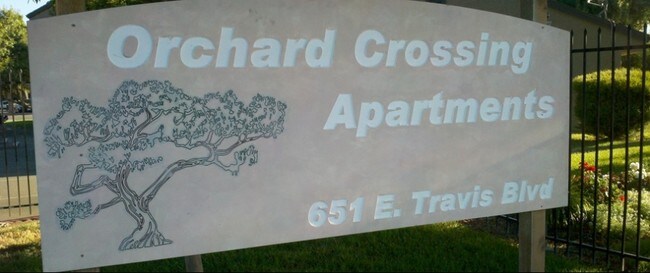 Orchard Crossing
Apartments
651 E. Travis Blvd